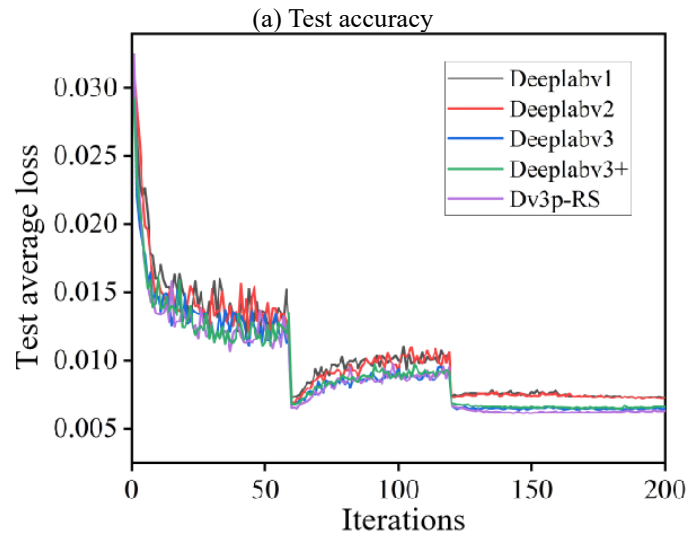 (a) Test accuracy
0.030
0.025
0.020
0.015
0.010
0.005
Test average loss
Deeplabv1
Deeplabv2
Deeplabv3
Deeplabv3+
Dv3p-RS
0 50 100 150 200
Iterations